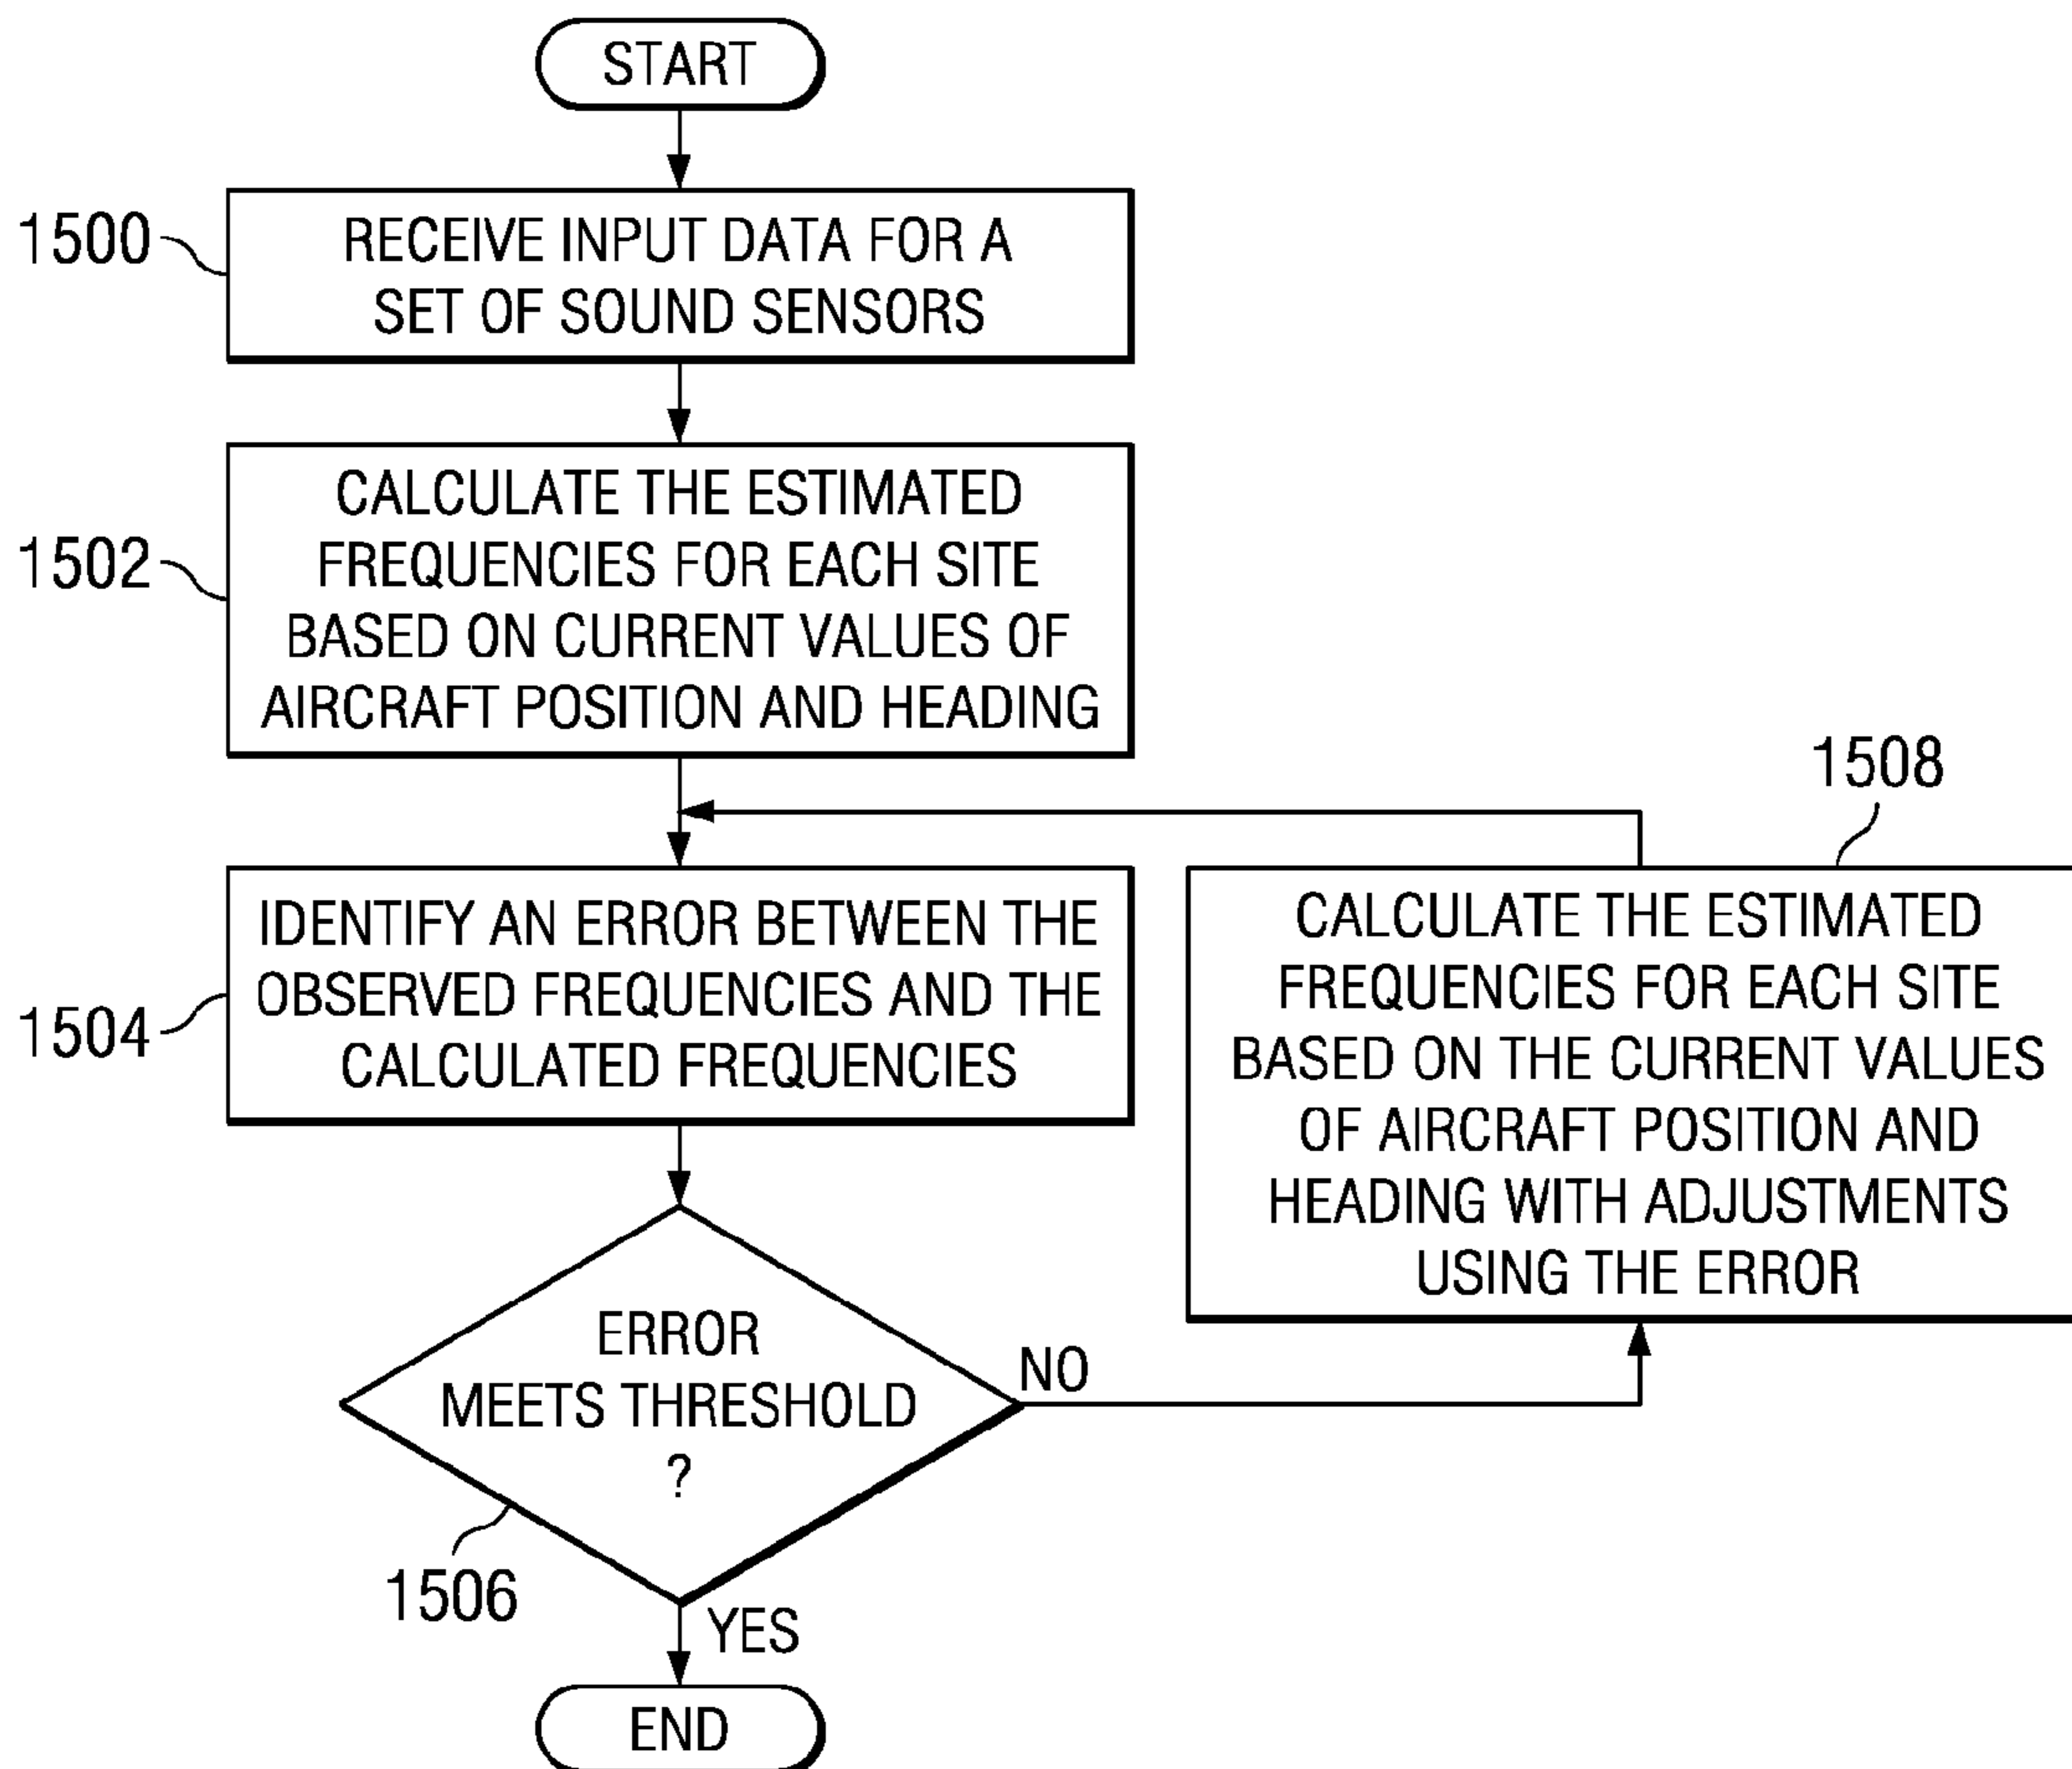 START
1500
RECEIVE INPUT DATA FOR A
SET OF SOUND SENSORS
1502
CALCULATE THE ESTIMATED
FREQUENCIES FOR EACH SITE
BASED ON CURRENT VALUES OF
AIRCRAFT POSITION AND HEADING
1504
IDENTIFY AN ERROR BETWEEN THE
OBSERVED FREQUENCIES AND THE
CALCULATED FREQUENCIES
1506
ERROR
MEETS THRESHOLD
?
NO
YES
1508
CALCULATE THE ESTIMATED
FREQUENCIES FOR EACH SITE
BASED ON THE CURRENT VALUES
OF AIRCRAFT POSITION AND
HEADING WITH ADJUSTMENTS
USING THE ERROR
END